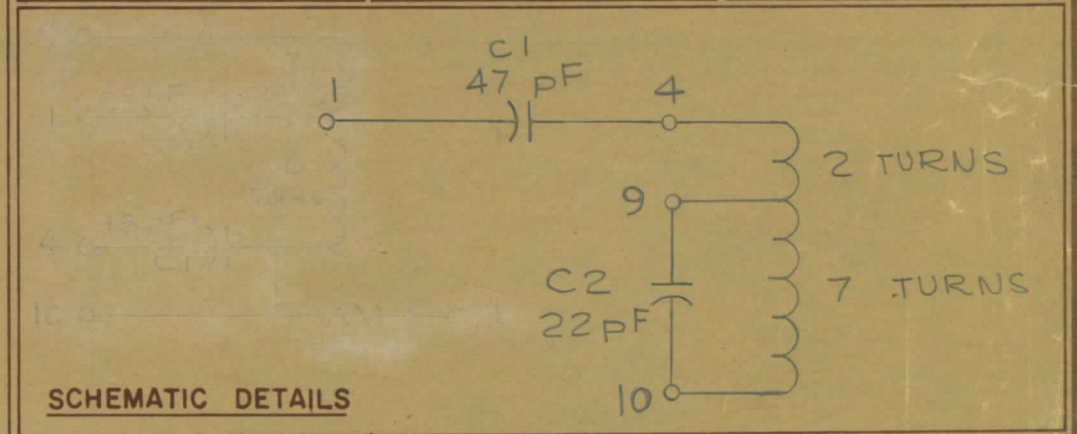 C1
47 pF
1
4
2 TURNS
9
C2
22pF
7 TURNS
10
SCHEMATIC DETAILS